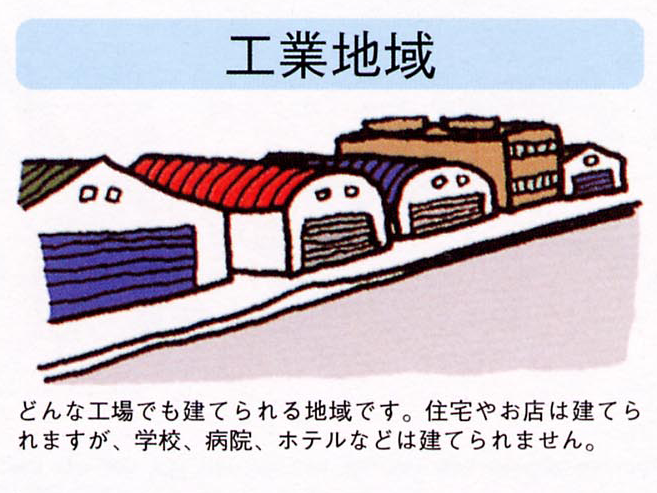 工業地域
どんな工場でも建てられる地域です。住宅やお店は建てら
れますが、学校、病院、ホテルなどは建てられません。